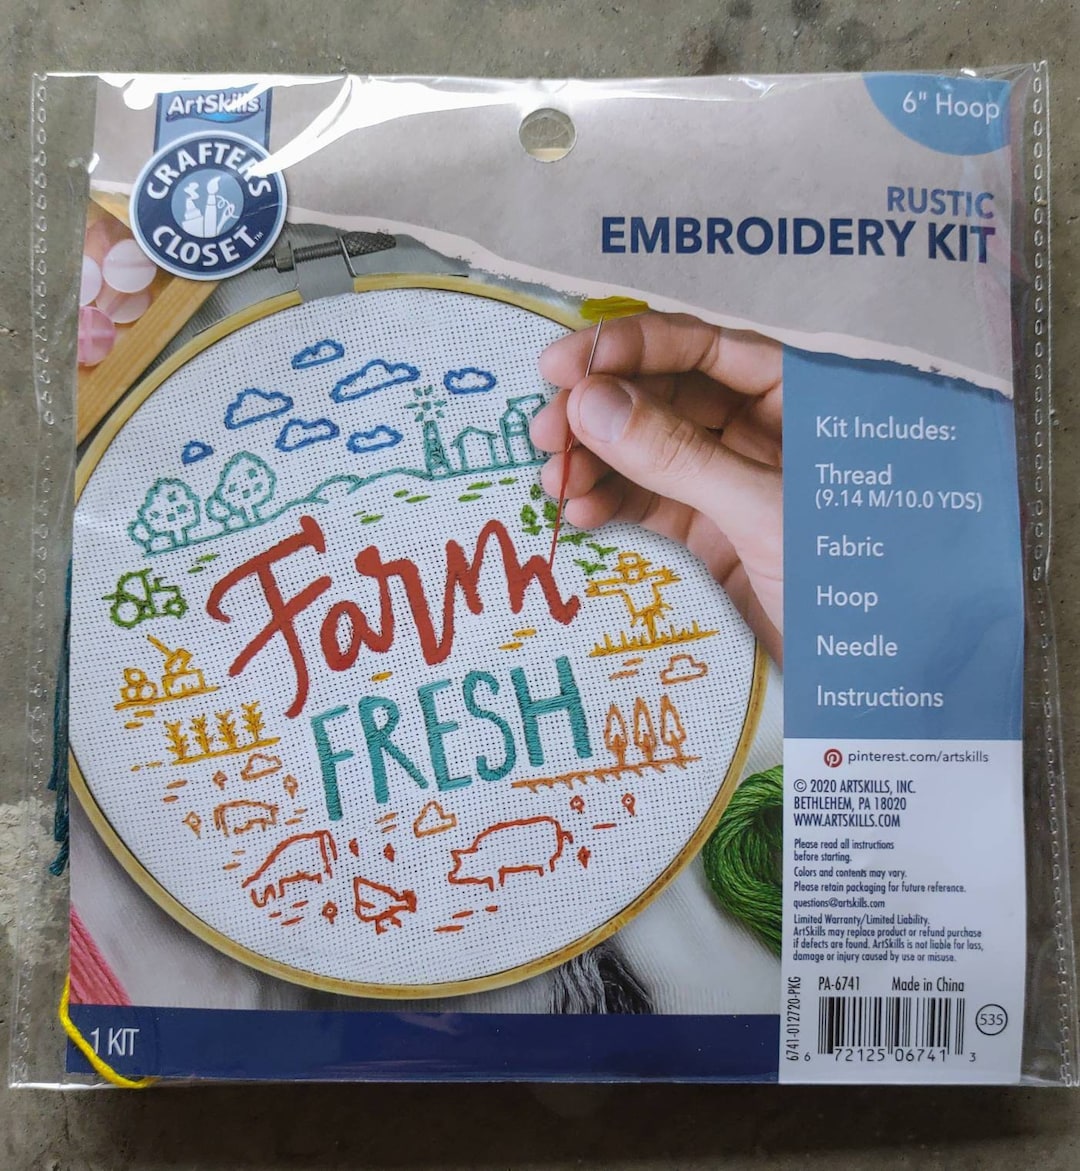 ArtSkills
CRAFTER'S
CLOSET™
6" Hoop
RUSTIC
EMBROIDERY KIT
Farm
FRESH
Kit Includes:
Thread
(9.14 M/10.0 YDS)
Fabric
Hoop
Needle
Instructions
pinterest.com/artskills
© 2020 ARTSKILLS, INC.
BETHLEHEM, PA 18020
WWW.ARTSKILLS.COM
Please read all instructions
before starting.
Colors and contents may vary.
Please retain packaging for future reference.
questions@artskills.com
Limited Warranty/Limited Liability.
ArtSkills may replace product or refund purchase
if defects are found. ArtSkills is not liable for loss,
damage or injury caused by use or misuse.
PA-6741 Made in China
6741-012720-PKG
535
6 72125 06741 3
1 KIT